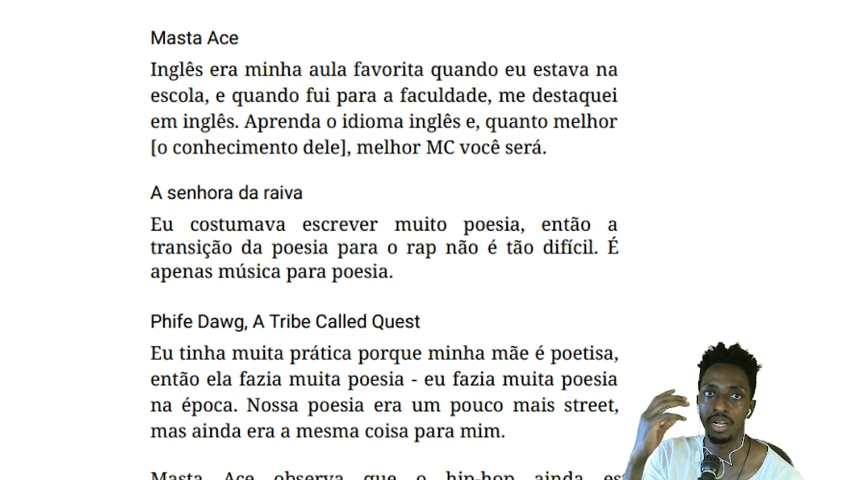 Masta Ace
Inglês era minha aula favorita quando eu estava na
escola, e quando fui para a faculdade, me destaquei
em inglês. Aprenda o idioma inglês e, quanto melhor
[o conhecimento dele], melhor MC você será.
A senhora da raiva
Eu costumava escrever muito poesia, então a
transição da poesia para o rap não é tão difícil. É
apenas música para poesia.
Phife Dawg, A Tribe Called Quest
Eu tinha muita prática porque minha mãe é poetisa,
então ela fazia muita poesia - eu fazia muita poesia
na época. Nossa poesia era um pouco mais street,
mas ainda era a mesma coisa para mim.
Masta Ace observa que o hip-hop ainda